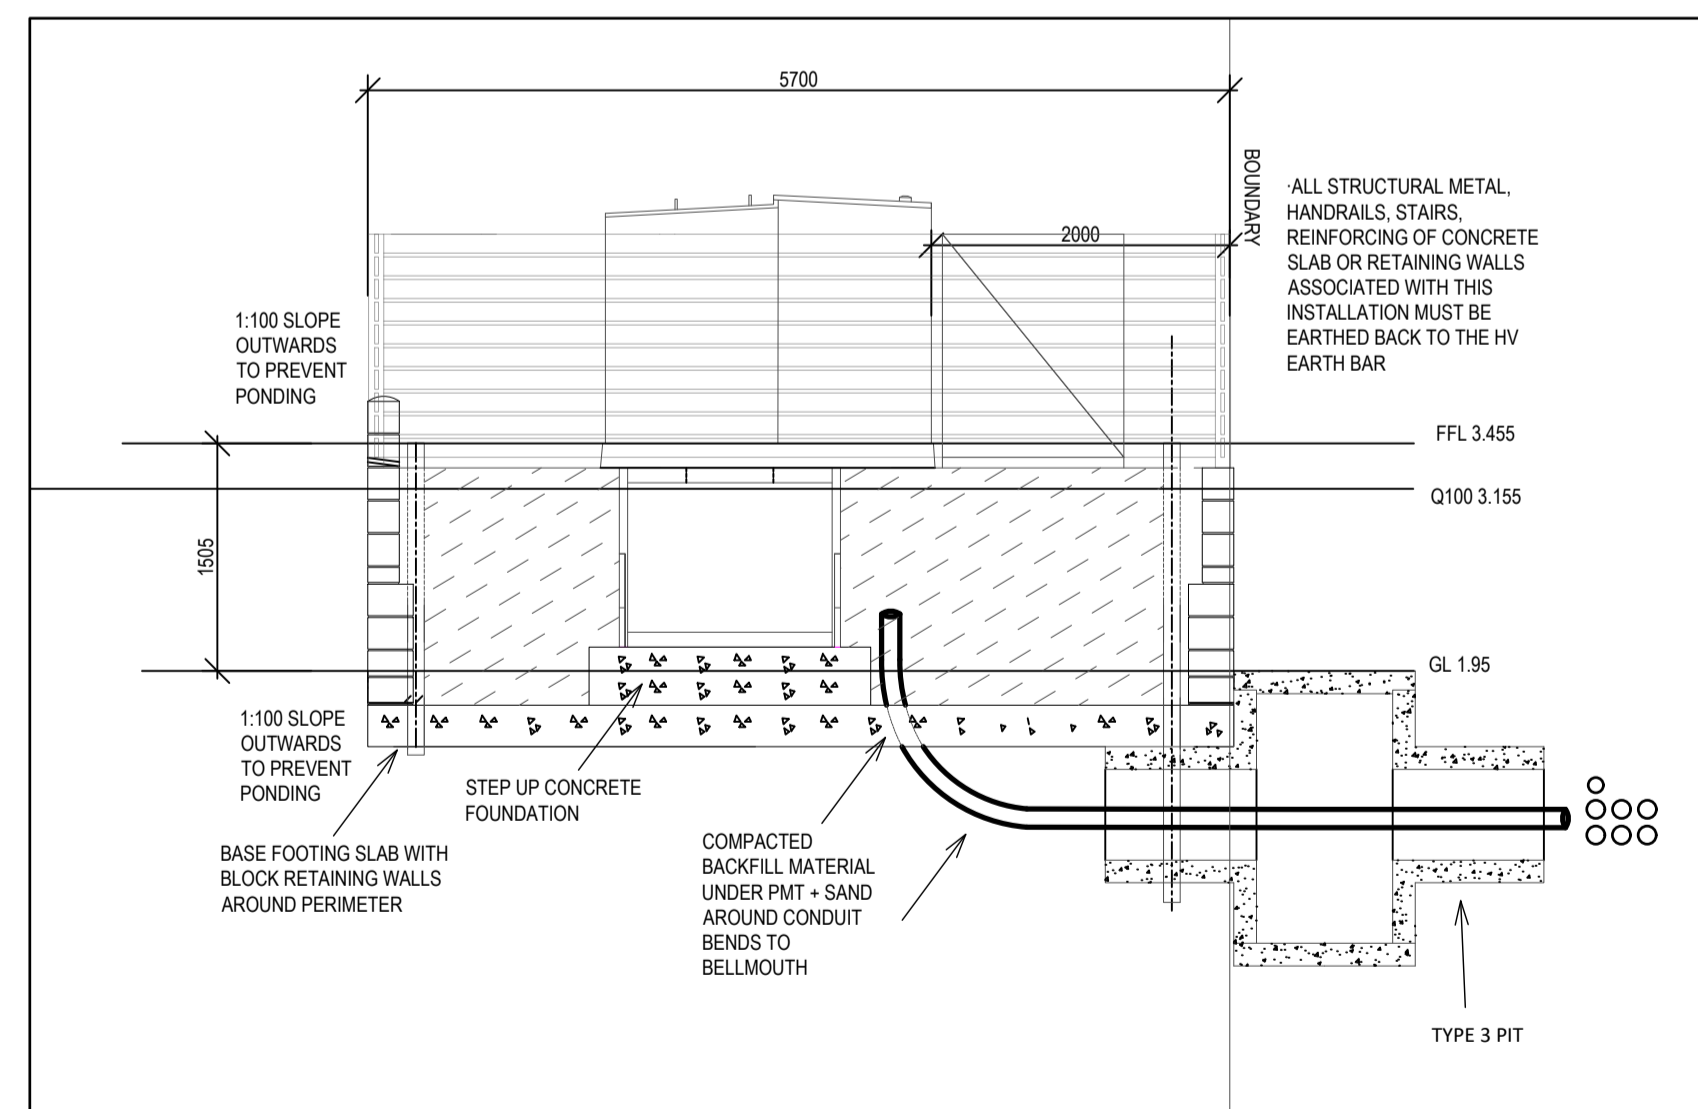 5700
BOUNDARY
·ALL STRUCTURAL METAL,
HANDRAILS, STAIRS,
REINFORCING OF CONCRETE
SLAB OR RETAINING WALLS
ASSOCIATED WITH THIS
INSTALLATION MUST BE
EARTHED BACK TO THE HV
EARTH BAR
2000
1:100 SLOPE
OUTWARDS
TO PREVENT
PONDING
FFL 3.455
Q100 3.155
1505
GL 1.95
1:100 SLOPE
OUTWARDS
TO PREVENT
PONDING
STEP UP CONCRETE
FOUNDATION
BASE FOOTING SLAB WITH
BLOCK RETAINING WALLS
AROUND PERIMETER
COMPACTED
BACKFILL MATERIAL
UNDER PMT + SAND
AROUND CONDUIT
BENDS TO
BELLMOUTH
TYPE 3 PIT